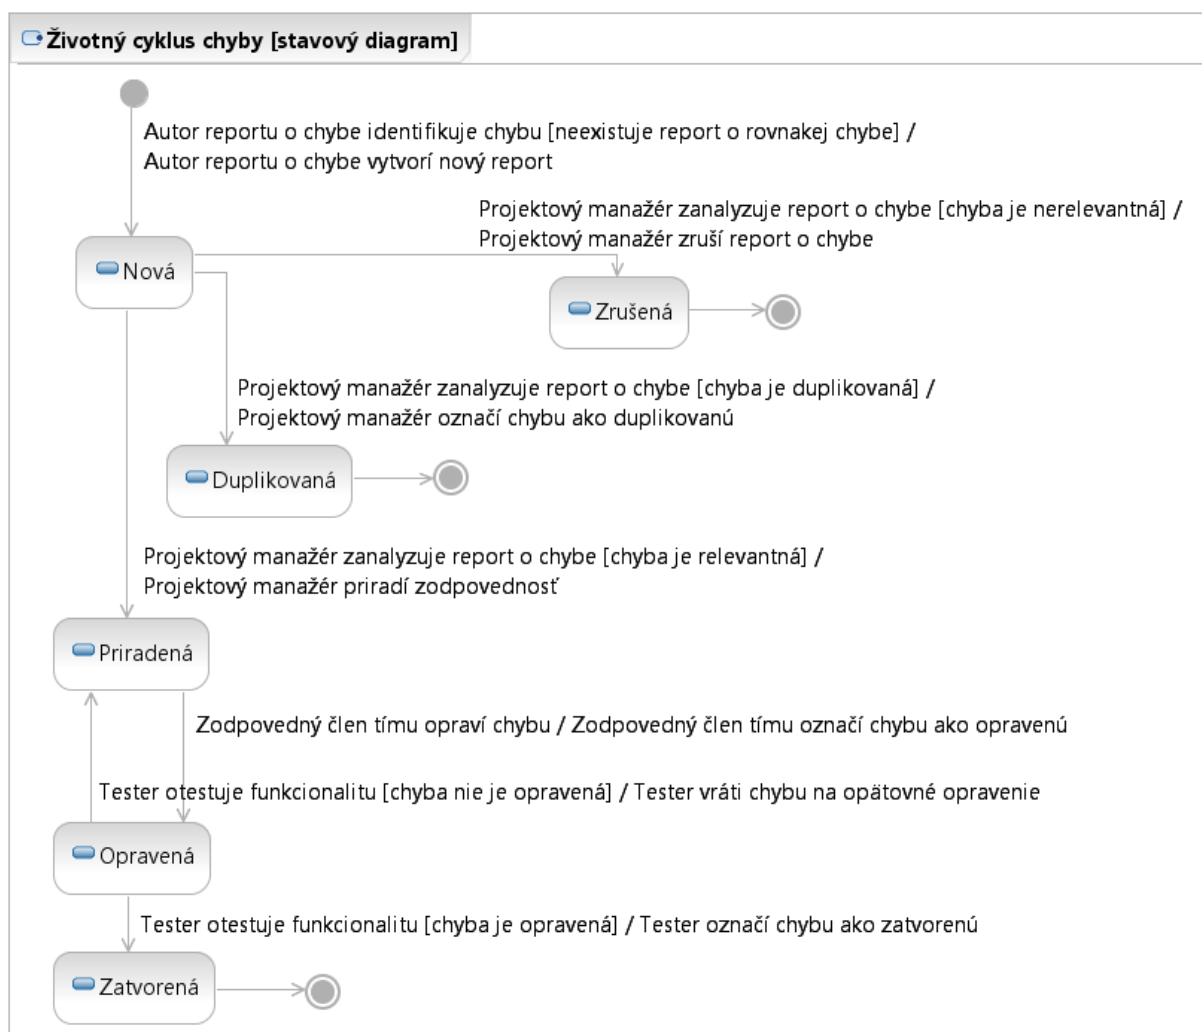 Životný cyklus chyby [stavový diagram]
Autor reportu o chybe identifikuje chybu [neexistuje report o rovnakej chybe] /
Autor reportu o chybe vytvorí nový report
Projektový manažér zanalyzuje report o chybe [chyba je nerelevantná] /
Projektový manažér zruší report o chybe
Nová
Zrušená
Projektový manažér zanalyzuje report o chybe [chyba je duplikovaná] /
Projektový manažér označí chybu ako duplikovanú
Duplikovaná
Projektový manažér zanalyzuje report o chybe [chyba je relevantná] /
Projektový manažér priradí zodpovednosť
Priradená
Zodpovedný člen tímu opraví chybu / Zodpovedný člen tímu označí chybu ako opravenú
Tester otestuje funkcionalitu [chyba nie je opravená] / Tester vráti chybu na opätovné opravenie
Opravená
Tester otestuje funkcionalitu [chyba je opravená] / Tester označí chybu ako zatvorenú
Zatvorená